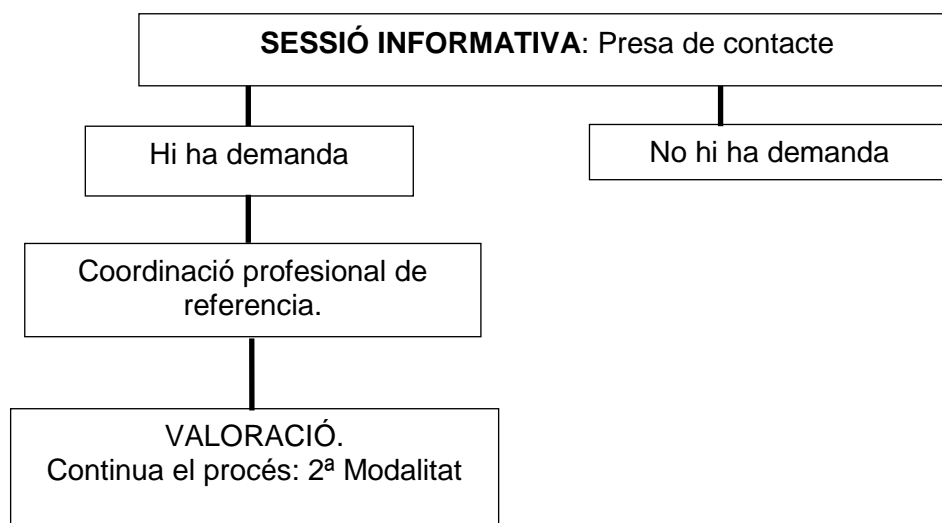 SESSIÓ INFORMATIVA: Presa de contacte
Hi ha demanda
No hi ha demanda
Coordinació profesional de
referencia.
VALORACIÓ.
Continua el procés: 2ª Modalitat